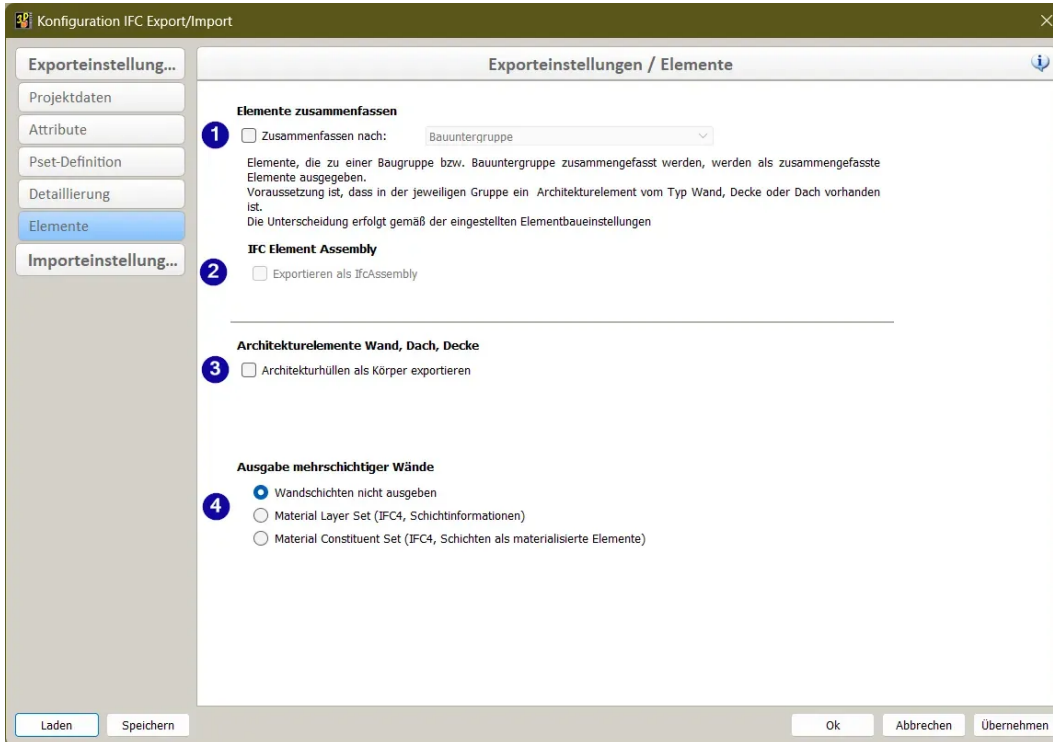 Konfiguration IFC Export/Import
Exporteinstellung...
Projektdaten
Attribute
Pset-Definition
Detaillierung
Elemente
Importeinstellung...
Exporteinstellungen / Elemente
Elemente zusammenfassen
1 Zusammenfassen nach: Bauuntergruppe
Elemente, die zu einer Baugruppe bzw. Bauuntergruppe zusammengefasst werden, werden als zusammengefasste
Elemente ausgegeben.
Voraussetzung ist, dass in der jeweiligen Gruppe ein Architekturelement vom Typ Wand, Decke oder Dach vorhanden
ist.
Die Unterscheidung erfolgt gemäß der eingestellten Elementbaueinstellungen
IFC Element Assembly
2 Exportieren als IfcAssembly
Architekturelemente Wand, Dach, Decke
3 Architekturhüllen als Körper exportieren
Ausgabe mehrschichtiger Wände
Wandschichten nicht ausgeben
4 Material Layer Set (IFC4, Schichtinformationen)
Material Constituent Set (IFC4, Schichten als materialisierte Elemente)
Laden Speichern Ok Abbrechen Übernehmen